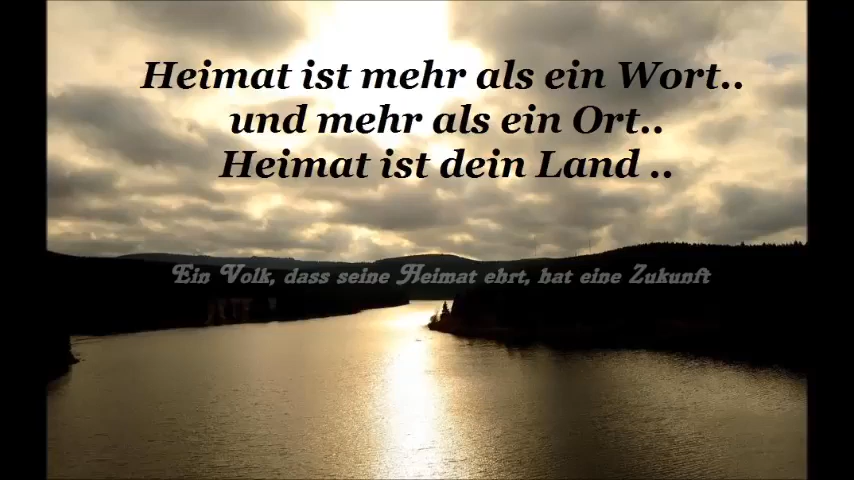 Heimat ist mehr als ein Wort..
und mehr als ein Ort..
Heimat ist dein Land ..
Ein Volk, dass seine Heimat ehrt, hat eine Zukunft